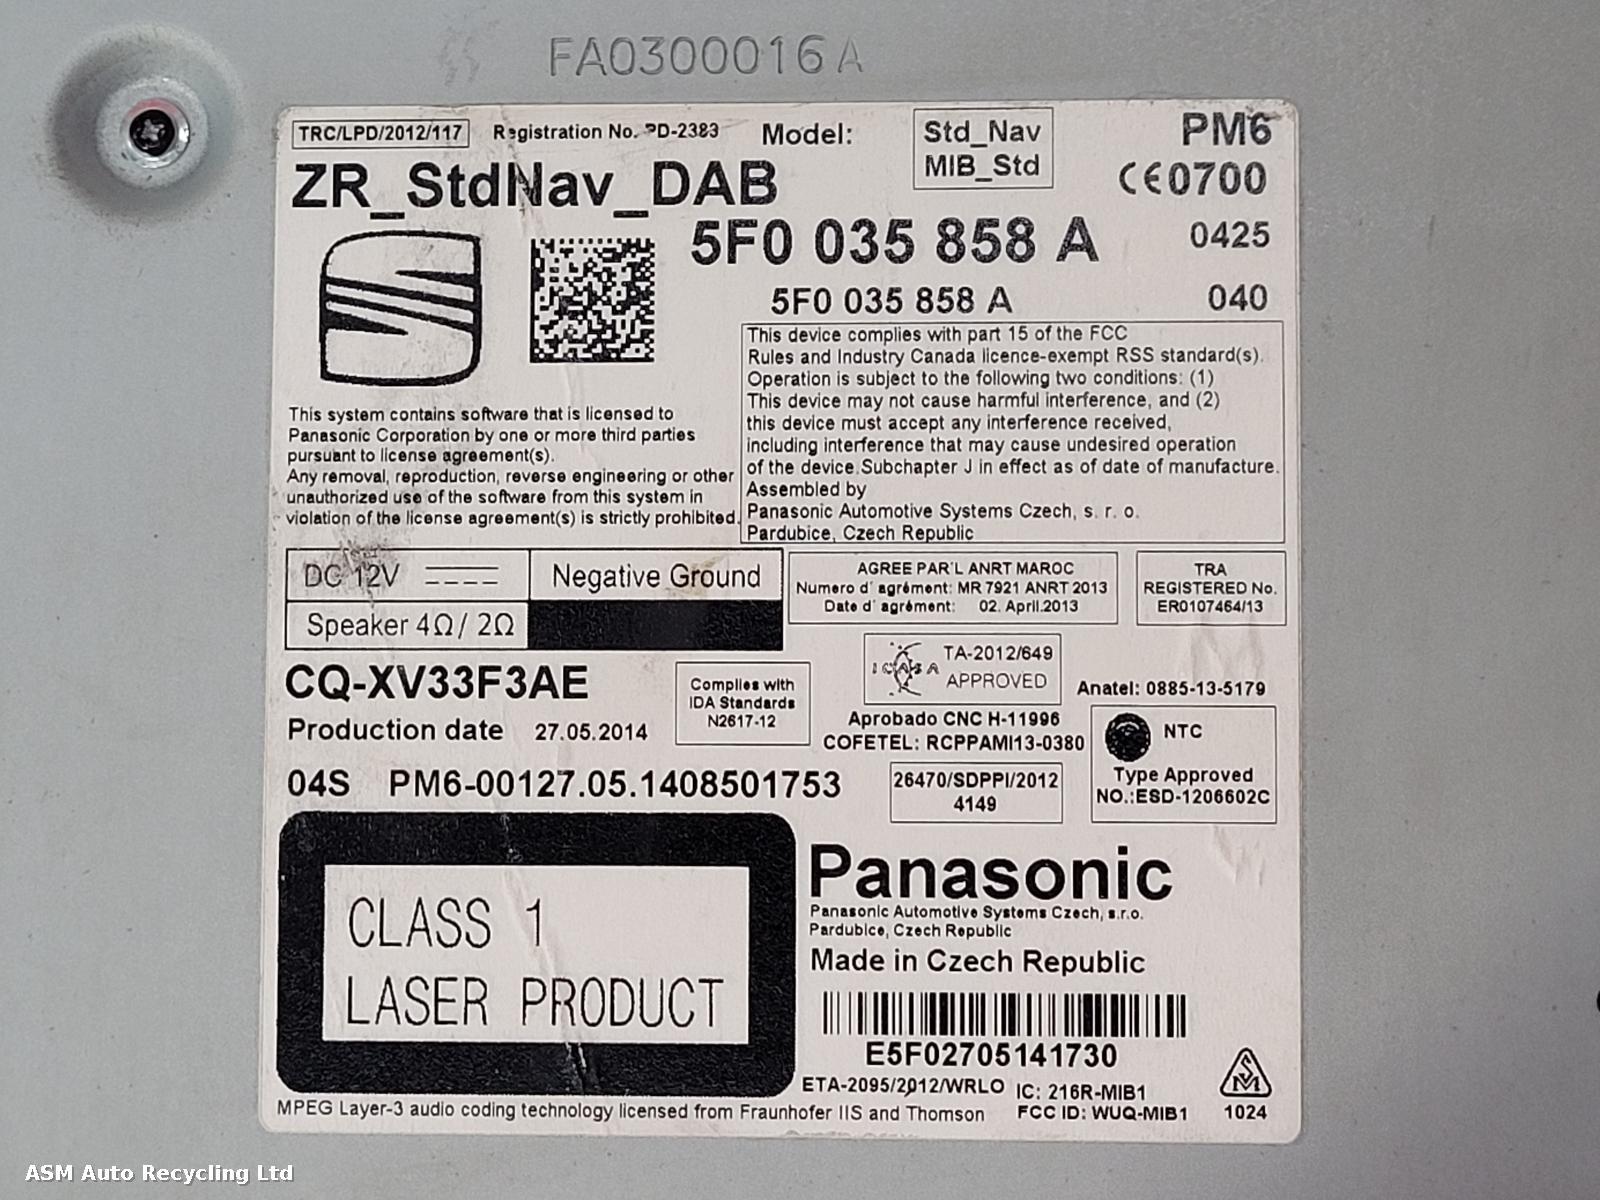 FA0300016A
TRC/LPD/2012/117
Registration No. PD-2383
Model:
Std_Nav
MIB_Std
PM6
CE0700
ZR_StdNav_DAB
5F0 035 858 A
0425
5F0 035 858 A
040
This device complies with part 15 of the FCC
Rules and Industry Canada licence-exempt RSS standard(s).
Operation is subject to the following two conditions: (1)
This device may not cause harmful interference, and (2)
this device must accept any interference received,
including interference that may cause undesired operation
of the device.Subchapter J in effect as of date of manufacture.
Assembled by
Panasonic Automotive Systems Czech, s. r. o.
Pardubice, Czech Republic
This system contains software that is licensed to
Panasonic Corporation by one or more third parties
pursuant to license agreement(s).
Any removal, reproduction, reverse engineering or other
unauthorized use of the software from this system in
violation of the license agreement(s) is strictly prohibited.
DC 12V
Negative Ground
Speaker 4Ω/ 2Ω
AGREE PAR'L ANRT MAROC
Numero d' agrément: MR 7921 ANRT 2013
Date d' agrément: 02. April.2013
TRA
REGISTERED No.
ER0107464/13
ICASA
TA-2012/649
APPROVED
CQ-XV33F3AE
Complies with
IDA Standards
N2617-12
Anatel: 0885-13-5179
Production date 27.05.2014
Aprobado CNC H-11996
COFETEL: RCPPAMI13-0380
NTC
Type Approved
NO.:ESD-1206602C
04S PM6-00127.05.1408501753
26470/SDPPI/2012
4149
CLASS 1
LASER PRODUCT
Panasonic
Panasonic Automotive Systems Czech, s.r.o.
Pardubice, Czech Republic
Made in Czech Republic
E5F02705141730
ETA-2095/2012/WRLO
IC: 216R-MIB1
FCC ID: WUQ-MIB1
1024
MPEG Layer-3 audio coding technology licensed from Fraunhofer IIS and Thomson
ASM Auto Recycling Ltd